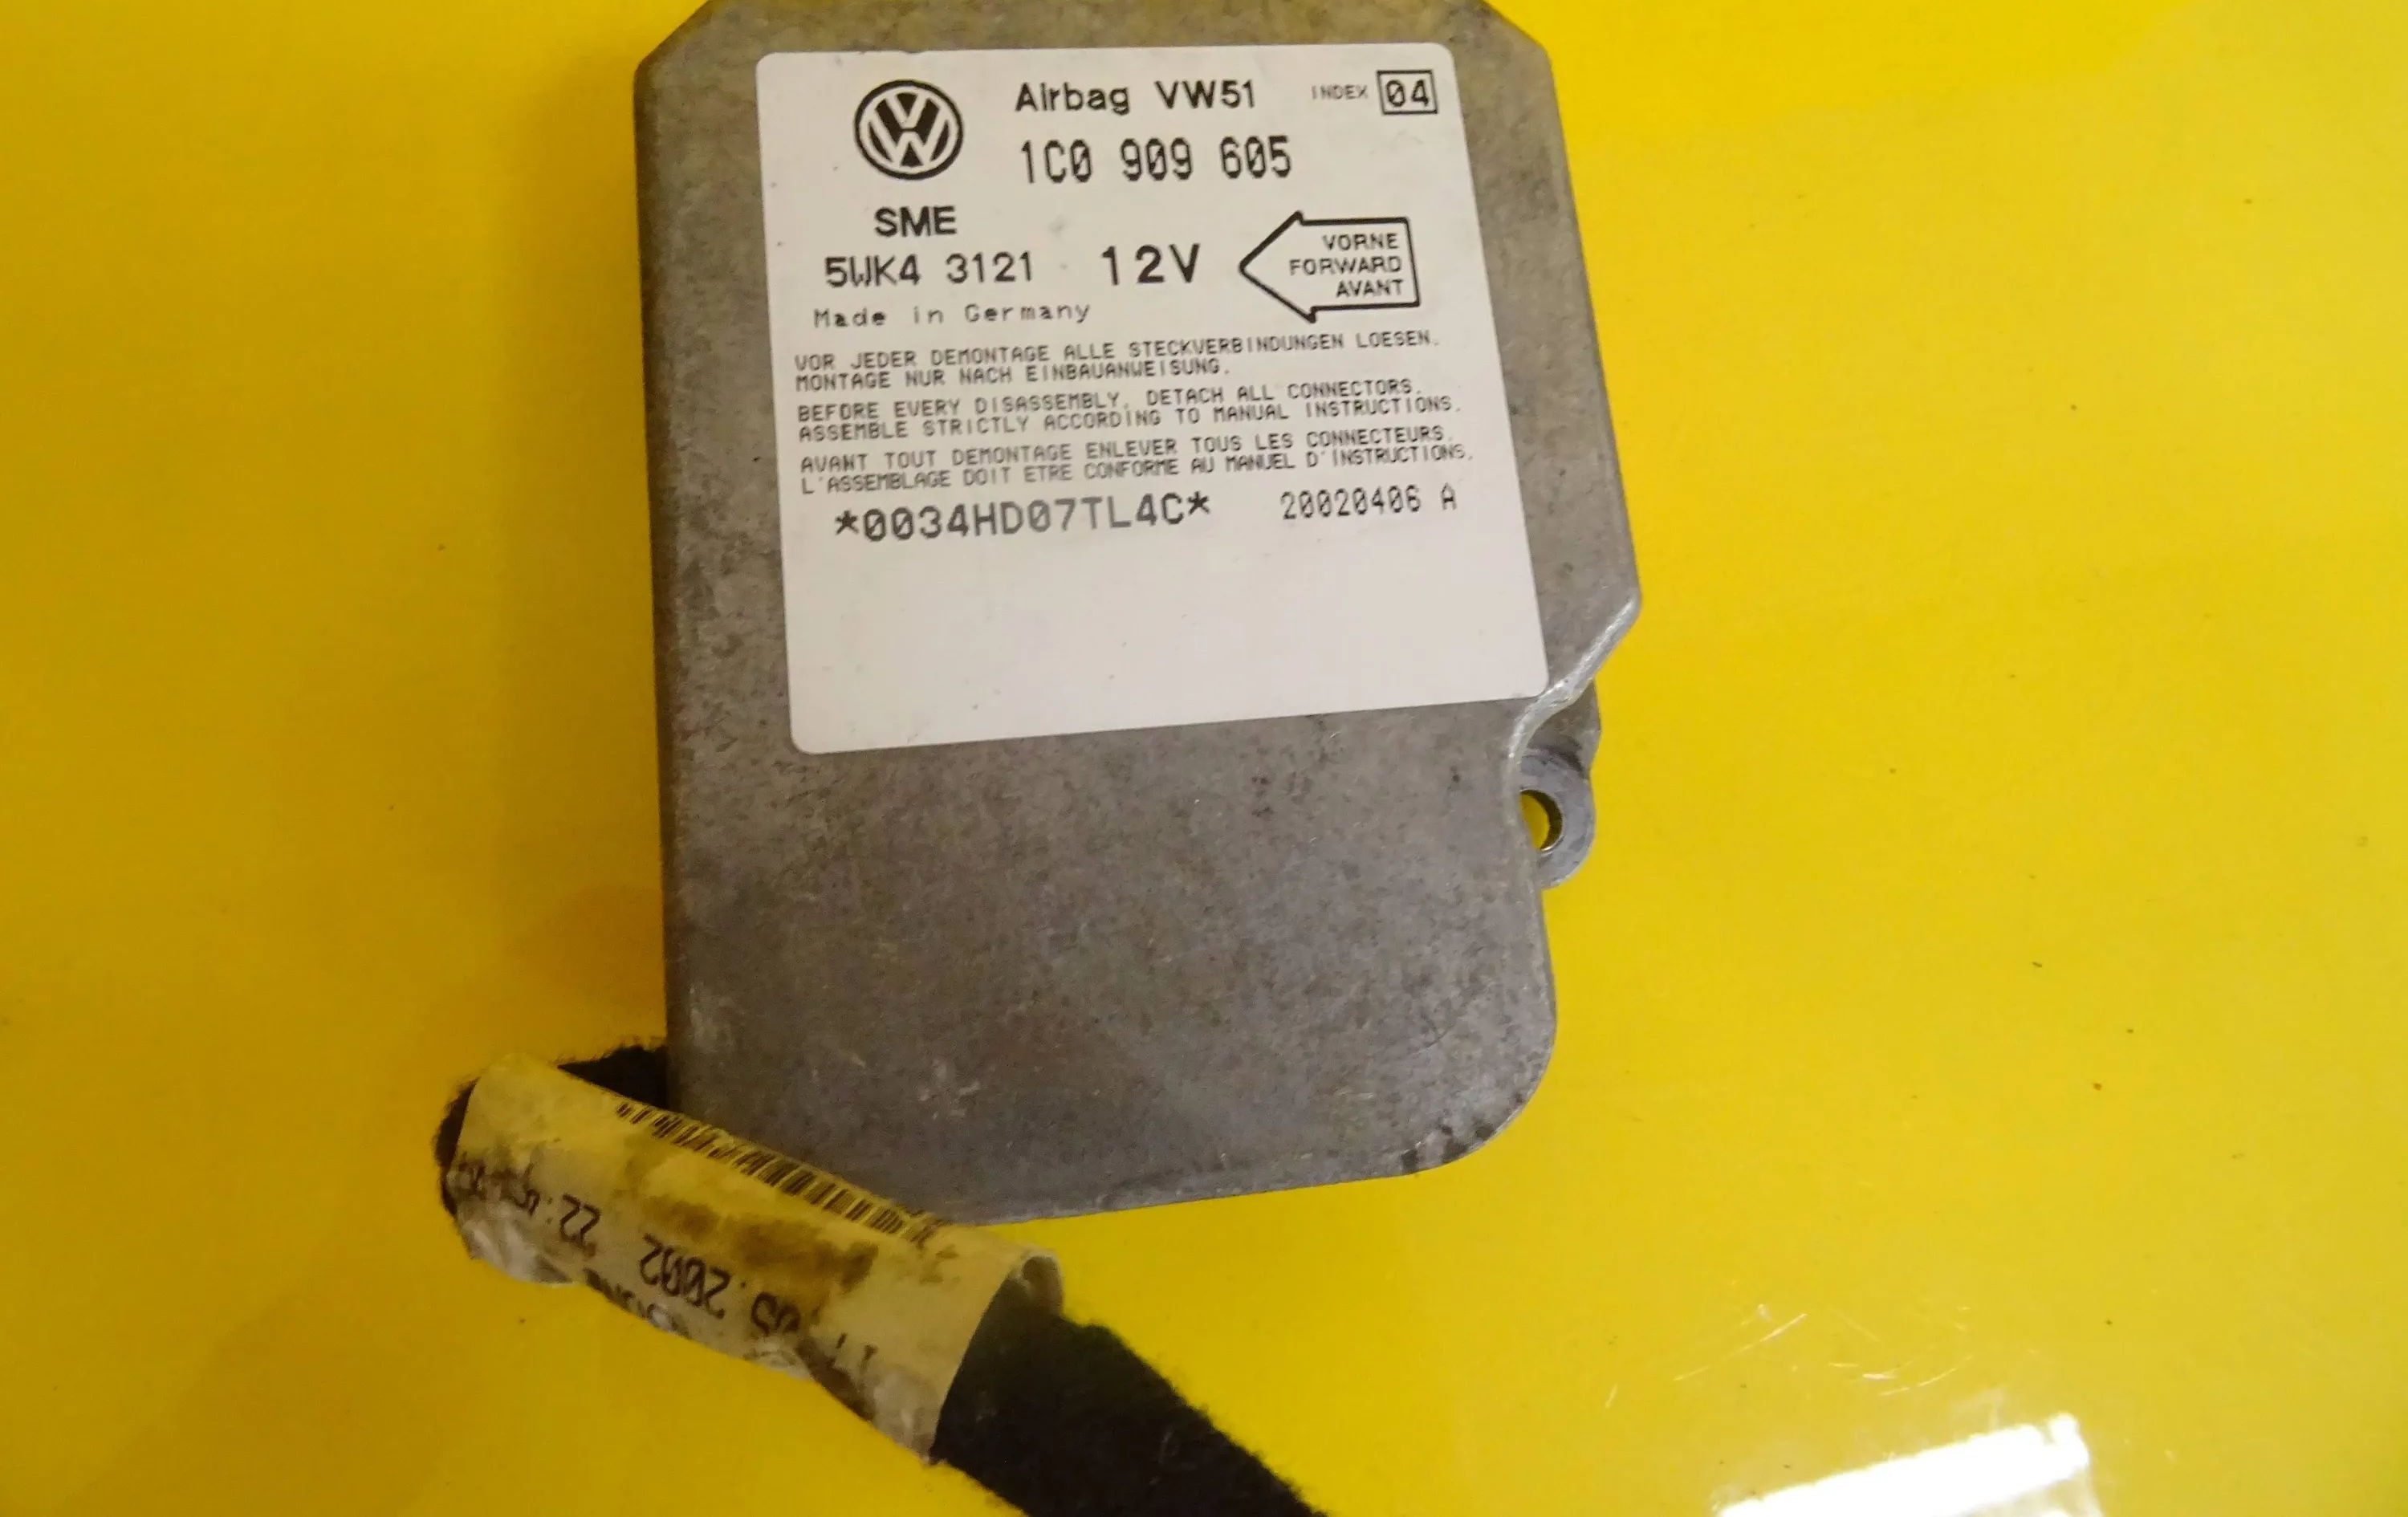 Airbag VW51 INDEX 04
1C0 909 605
SME
5WK4 3121 12V
VORNE
FORWARD
AVANT
Made in Germany
VOR JEDER DEMONTAGE ALLE STECKVERBINDUNGEN LOESEN.
MONTAGE NUR NACH EINBAUANWEISUNG.
BEFORE EVERY DISASSEMBLY, DETACH ALL CONNECTORS.
ASSEMBLE STRICTLY ACCORDING TO MANUAL INSTRUCTIONS.
AVANT TOUT DEMONTAGE ENLEVER TOUS LES CONNECTEURS.
L'ASSEMBLAGE DOIT ETRE CONFORME AU MANUEL D'INSTRUCTIONS.
*0034HD07TL4C* 20020406 A
.2002 22: